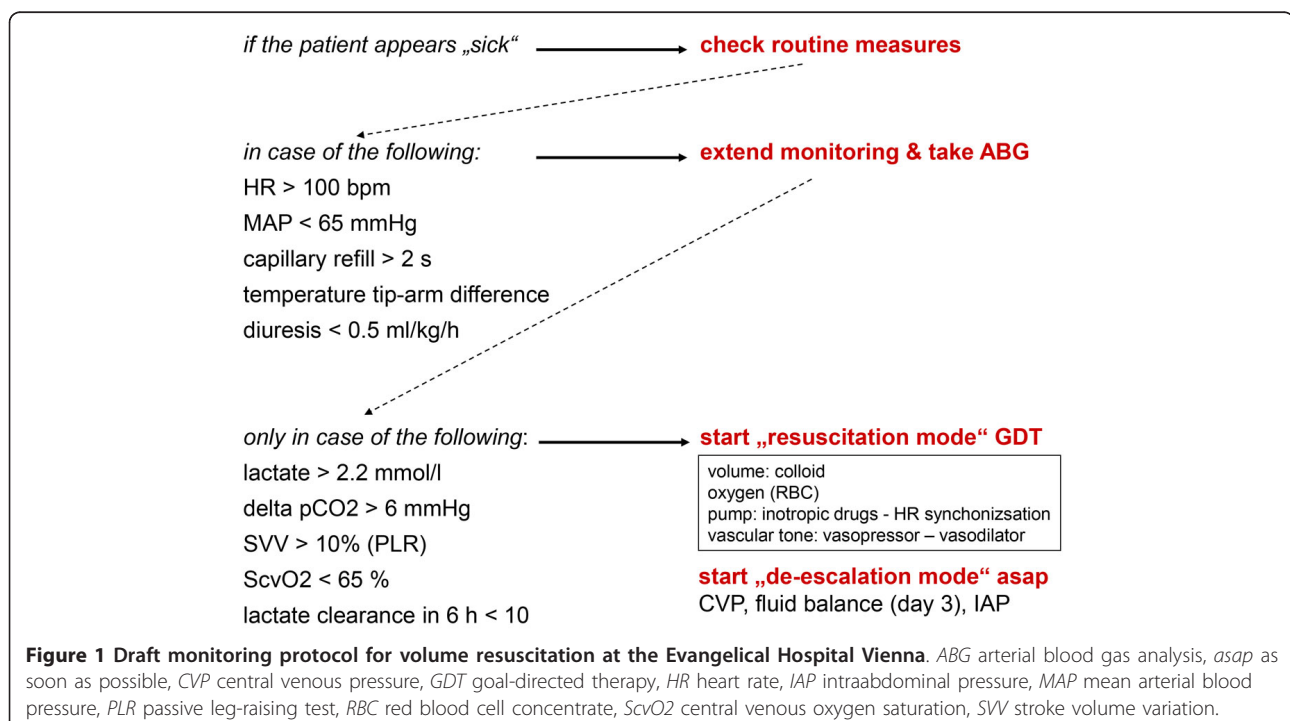 if the patient appears „sick“ check routine measures
in case of the following: extend monitoring & take ABG
HR > 100 bpm
MAP < 65 mmHg
capillary refill > 2 s
temperature tip-arm difference
diuresis < 0.5 ml/kg/h
only in case of the following: start „resuscitation mode“ GDT
lactate > 2.2 mmol/l
delta pCO2 > 6 mmHg
SVV > 10% (PLR)
ScvO2 < 65 %
lactate clearance in 6 h < 10
volume: colloid
oxygen (RBC)
pump: inotropic drugs - HR synchonizsation
vascular tone: vasopressor – vasodilator
start „de-escalation mode“ asap
CVP, fluid balance (day 3), IAP
Figure 1 Draft monitoring protocol for volume resuscitation at the Evangelical Hospital Vienna. ABG arterial blood gas analysis, asap as
soon as possible, CVP central venous pressure, GDT goal-directed therapy, HR heart rate, IAP intraabdominal pressure, MAP mean arterial blood
pressure, PLR passive leg-raising test, RBC red blood cell concentrate, ScvO2 central venous oxygen saturation, SVV stroke volume variation.